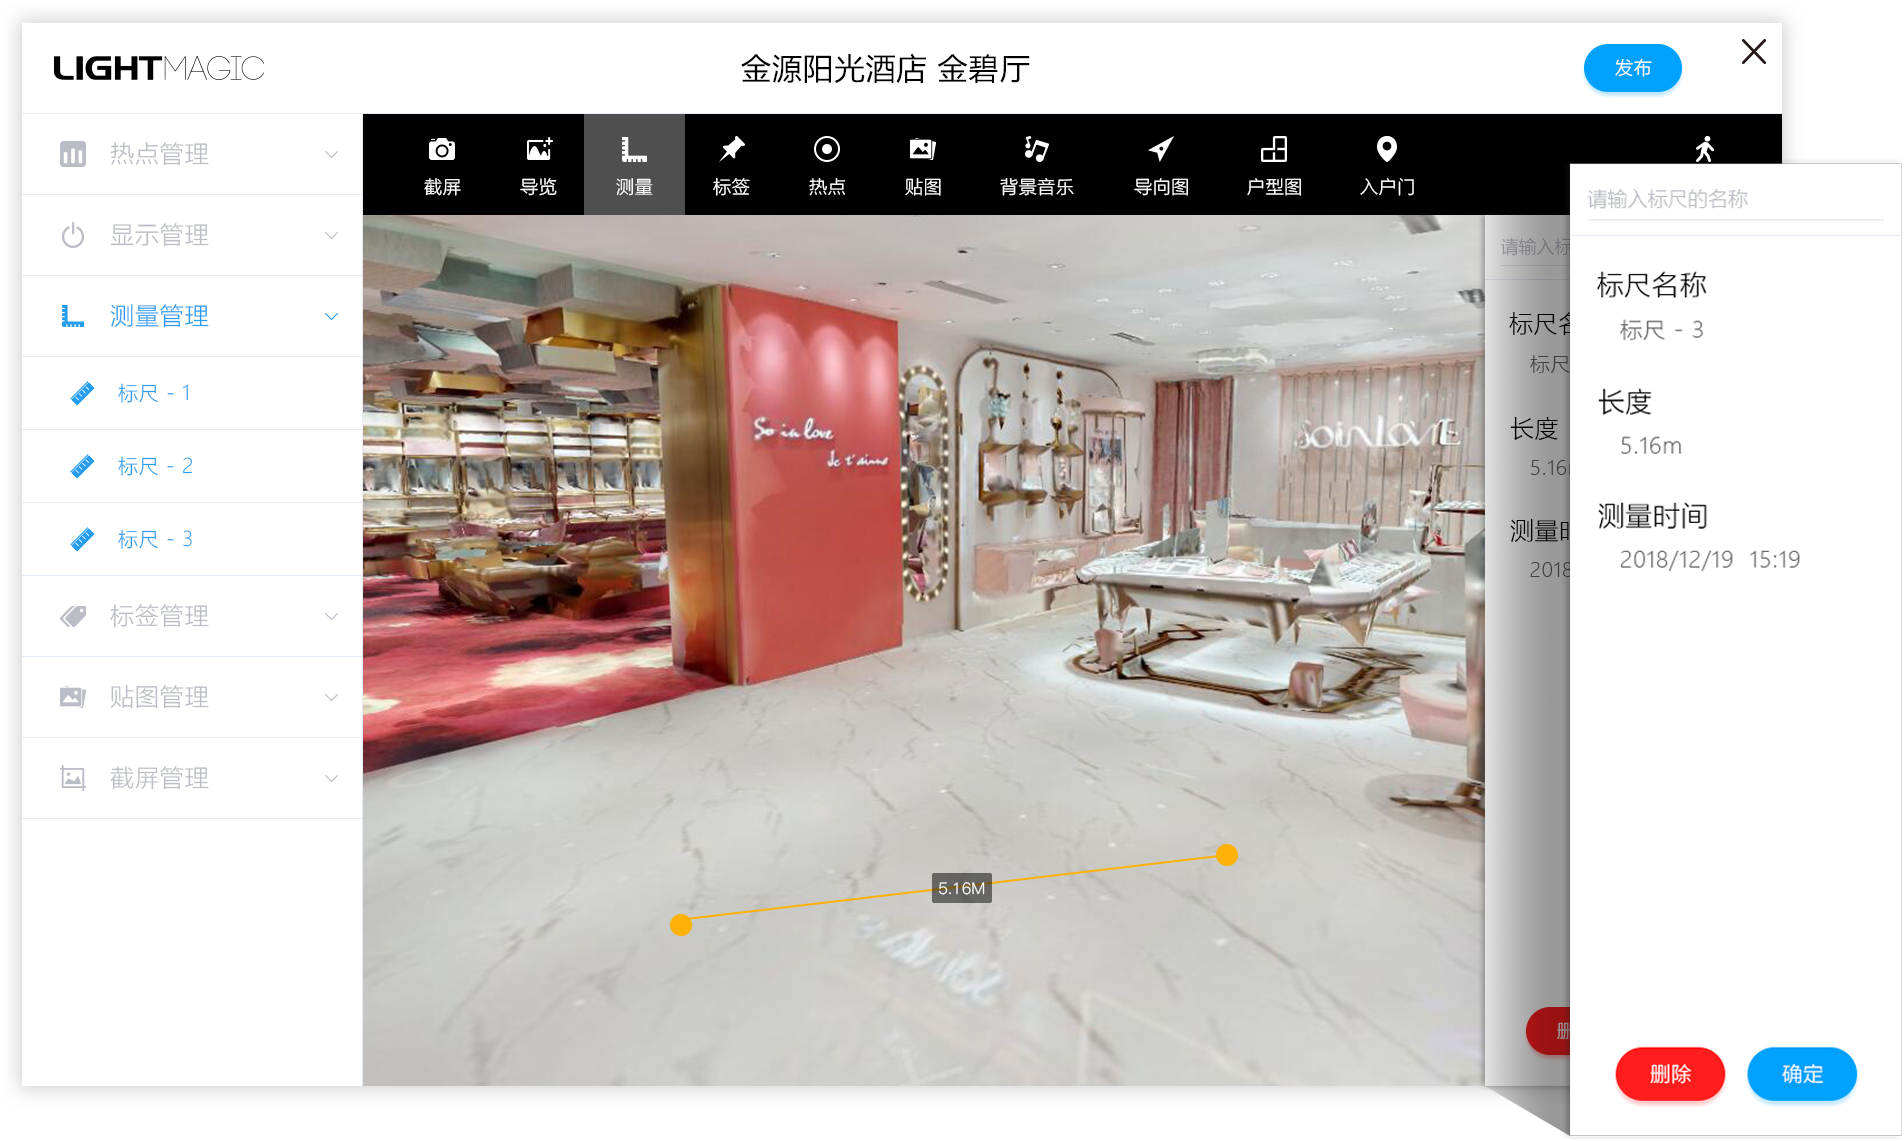 LIGHTMAGIC
金源阳光酒店 金碧厅
发布
热点管理
显示管理
测量管理
标尺 - 1
标尺 - 2
标尺 - 3
标签管理
贴图管理
截屏管理
截屏
导览
测量
标签
热点
贴图
背景音乐
导向图
户型图
入户门
So in love
Je t'aime
soinLOVE
5.16M
请输入标
标尺名
标尺
长度
5.16
测量时
2018
删
请输入标尺的名称
标尺名称
标尺 - 3
长度
5.16m
测量时间
2018/12/19 15:19
删除
确定